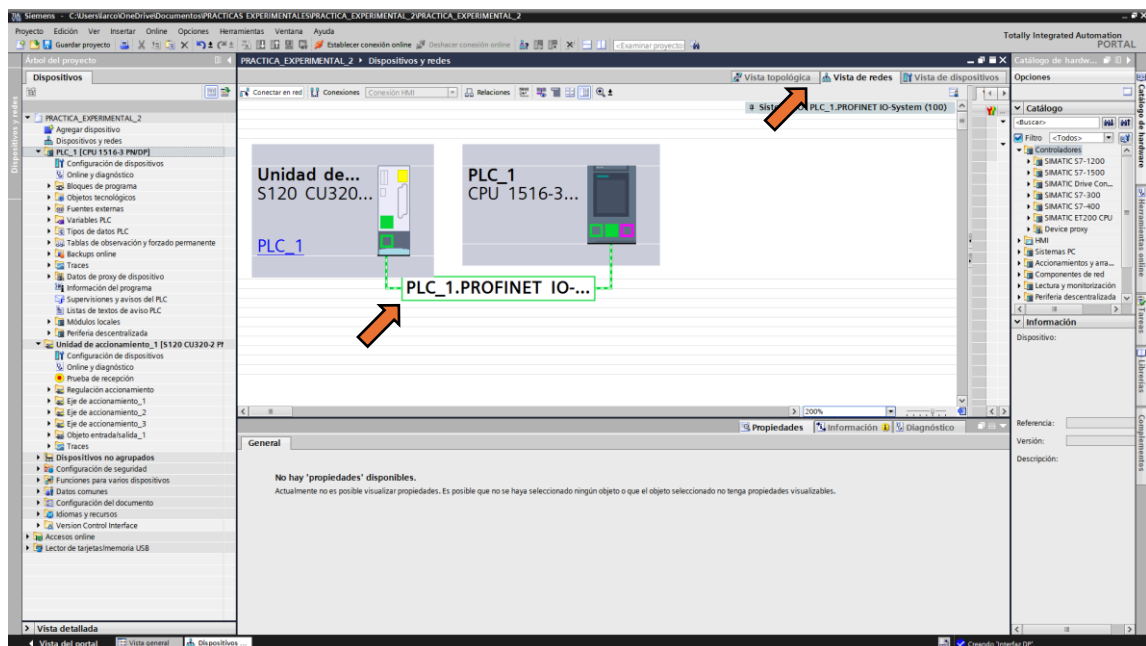 Siemens - C:\Users\larco\OneDrive\Documentos\PRACTICAS EXPERIMENTALES\PRACTICA_EXPERIMENTAL_2\PRACTICA_EXPERIMENTAL_2
Proyecto Edición Ver Insertar Online Opciones Herramientas Ventana Ayuda
Totally Integrated Automation
PORTAL
Guardar proyecto Establecer conexión online Deshacer conexión online <Examinar proyecto>
Árbol del proyecto
PRACTICA_EXPERIMENTAL_2 Dispositivos y redes
Catálogo de hardw...
Dispositivos
Vista topológica Vista de redes Vista de dispositivos
Opciones
Conectar en red Conexiones Conexión HMI Relaciones
PLC_1.PROFINET IO-System (100)
PRACTICA_EXPERIMENTAL_2
Agregar dispositivo
Dispositivos y redes
PLC_1 [CPU 1516-3 PN/DP]
Configuración de dispositivos
Online y diagnóstico
Bloques de programa
Objetos tecnológicos
Fuentes externas
Variables PLC
Tipos de datos PLC
Tablas de observación y forzado permanente
Backups online
Traces
Datos de proxy de dispositivo
Información del programa
Supervisiones y avisos del PLC
Listas de textos de aviso PLC
Módulos locales
Periferia descentralizada
Unidad de accionamiento_1 [S120 CU320-2 PN
Configuración de dispositivos
Online y diagnóstico
Prueba de recepción
Regulación accionamiento
Eje de accionamiento_1
Eje de accionamiento_2
Eje de accionamiento_3
Objeto entrada/salida_1
Traces
Dispositivos no agrupados
Configuración de seguridad
Funciones para varios dispositivos
Datos comunes
Configuración del documento
Idiomas y recursos
Version Control Interface
Accesos online
Lector de tarjetas/memoria USB
Unidad de...
S120 CU320...
PLC_1
PLC_1
CPU 1516-3...
PLC_1.PROFINET IO-...
200%
Propiedades Información Diagnóstico
General
No hay 'propiedades' disponibles.
Actualmente no es posible visualizar propiedades. Es posible que no se haya seleccionado ningún objeto o que el objeto seleccionado no tenga propiedades visualizables.
Catálogo
<Buscar>
Filtro <Todos>
Controladores
SIMATIC S7-1200
SIMATIC S7-1500
SIMATIC Drive Con...
SIMATIC S7-300
SIMATIC S7-400
SIMATIC ET200 CPU
Device proxy
HMI
Sistemas PC
Accionamientos y arra...
Componentes de red
Lectura y monitorización
Periferia descentralizada
Información
Dispositivo:
Referencia:
Versión:
Descripción:
Catálogo de hardware
Herramientas online
Tareas
Librerías
Complementos
Dispositivos y redes
Vista detallada
Vista del portal Vista general Dispositivos ...
Creando 'Interfaz DP'